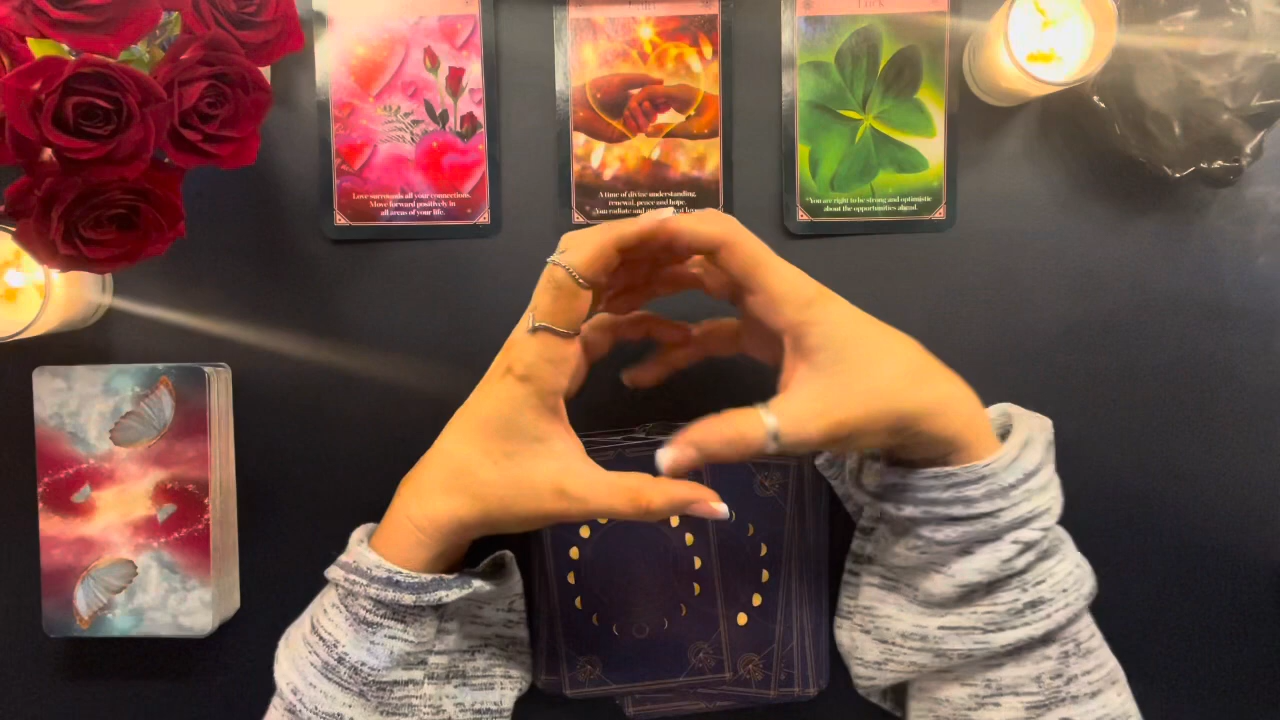 Love surrounds all your connections.
Move forward positively in
all areas of your life.
A time of divine understanding,
renewal, peace and hope.
You radiate and
Luck
You are right to be strong and optimistic
about the opportunities ahead.